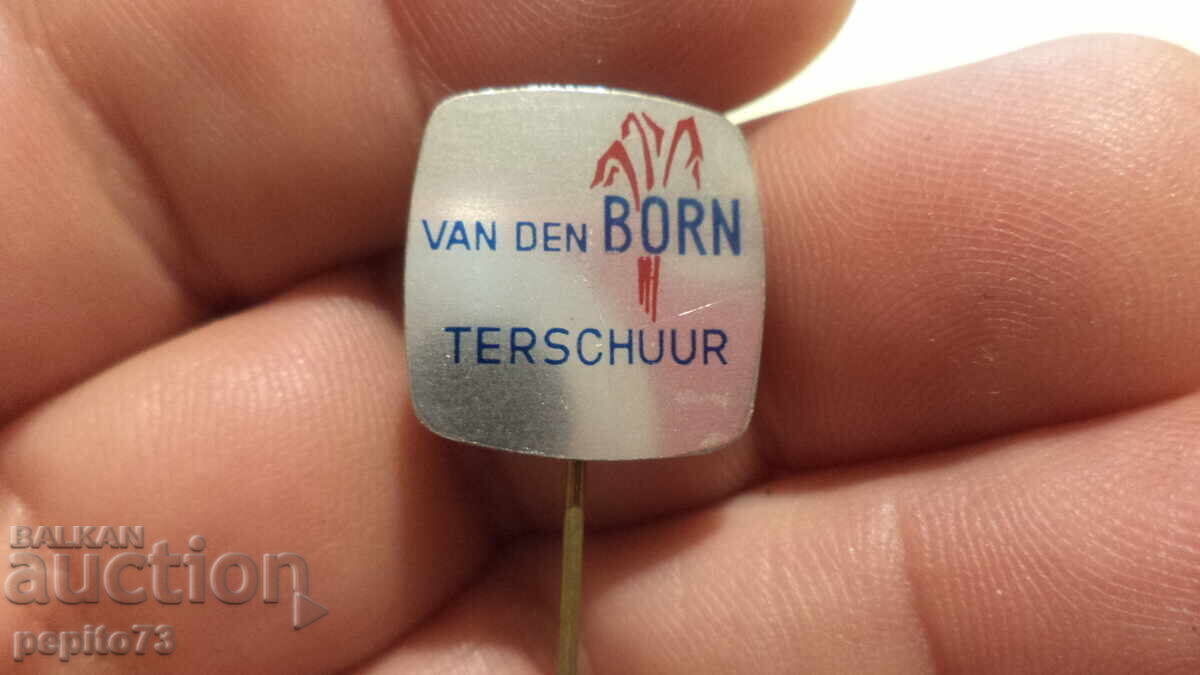 VAN DEN BORN
TERSCHUUR
BALKAN
auction
pepito73